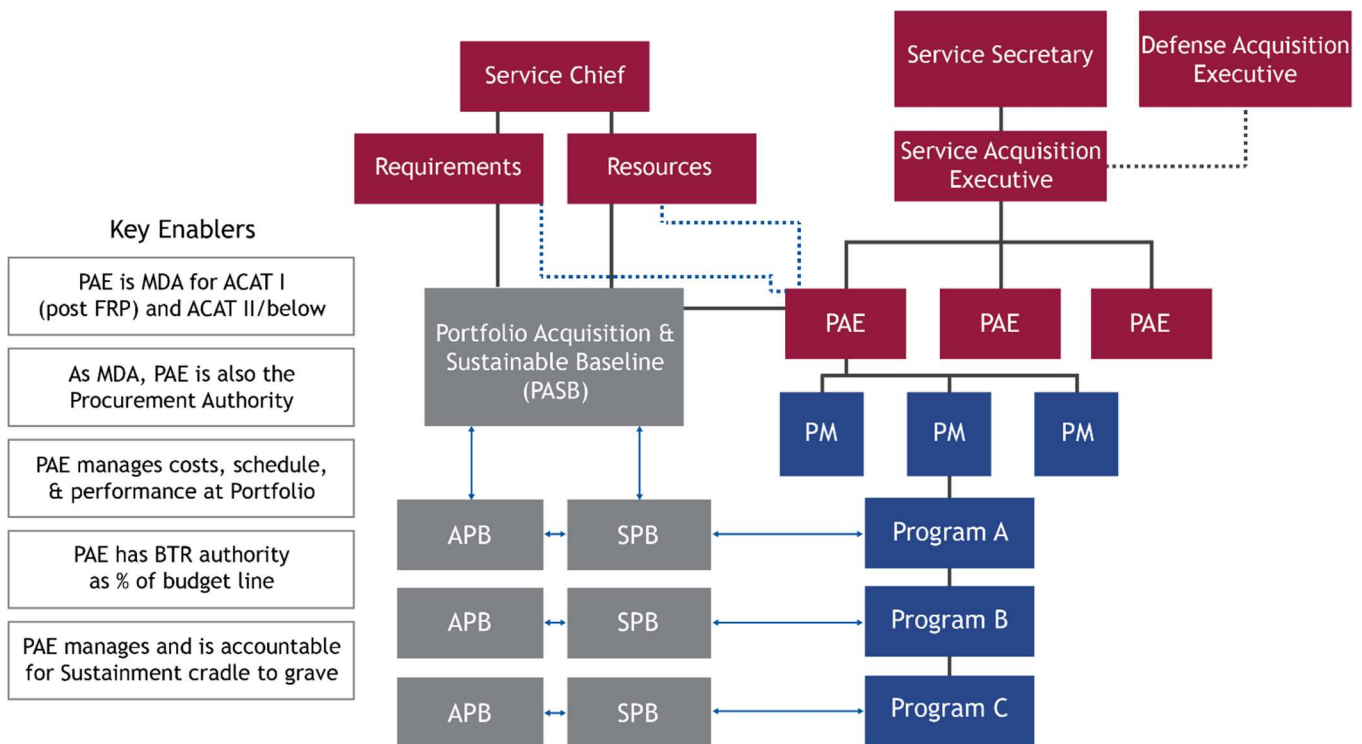 Service Chief
Service Secretary
Defense Acquisition
Executive
Requirements
Resources
Service Acquisition
Executive
Key Enablers
PAE is MDA for ACAT I
(post FRP) and ACAT II/below
As MDA, PAE is also the
Procurement Authority
PAE manages costs, schedule,
& performance at Portfolio
PAE has BTR authority
as % of budget line
PAE manages and is accountable
for Sustainment cradle to grave
Portfolio Acquisition &
Sustainable Baseline
(PASB)
PAE
PAE
PAE
PM
PM
PM
APB
SPB
Program A
APB
SPB
Program B
APB
SPB
Program C